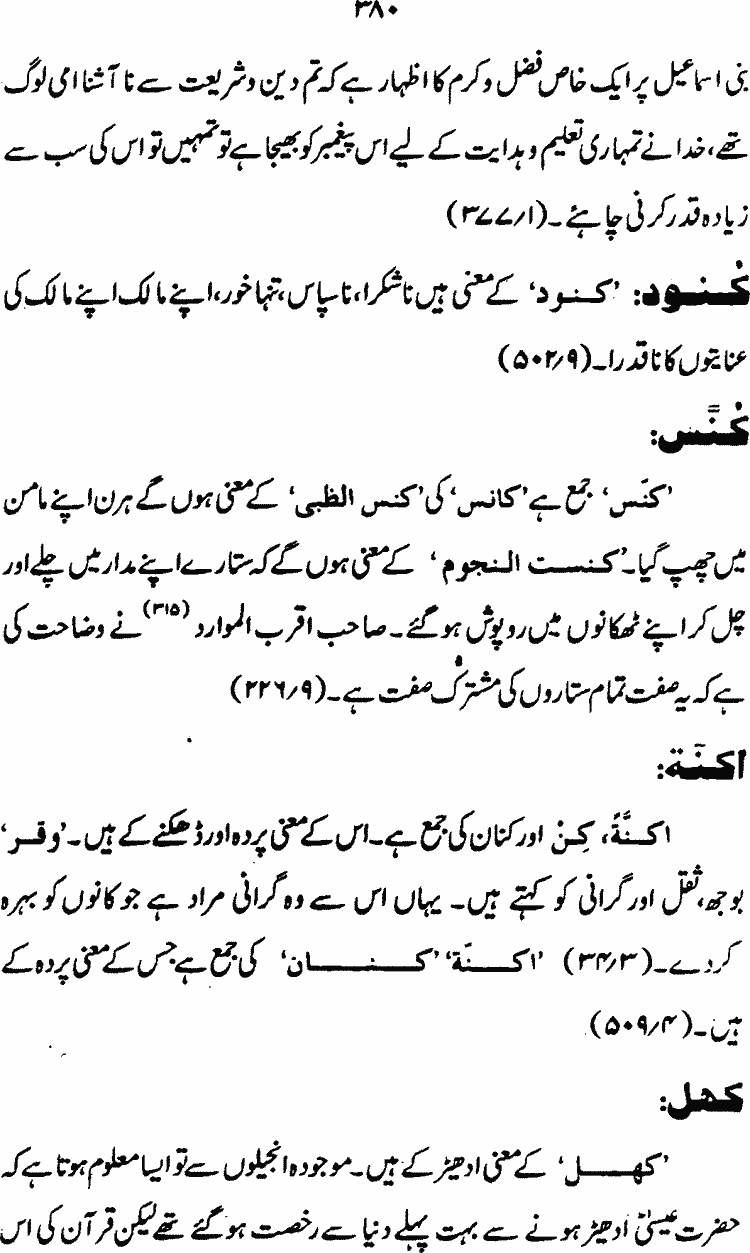 ۳۸۰
بنی اسماعیل پر ایک خاص فضل و کرم کا اظہار ہے کہ تم دین و شریعت سے نا آشنا امی لوگ
تھے، خدا نے تمہاری تعلیم و ہدایت کے لیے اس پیغمبر کو بھیجا ہے تو تمہیں تو اس کی سب سے
زیادہ قدر کرنی چاہئے۔ (۳۷۷/۱)
کُنود: 'کنود' کے معنی ہیں ناشکرا، ناسپاس، تنہا خور، اپنے مالک اپنے مالک کی
عنایتوں کا ناقدرا۔ (۵۰۲/۹)
کُنَّس:
'کنّس' جمع ہے 'کانس' کی 'کنس الظبی' کے معنی ہوں گے ہرن اپنے مامن
میں چھپ گیا۔ 'کنست النجوم' کے معنی ہوں گے کہ ستارے اپنے مدار میں چلے اور
چل کر اپنے ٹھکانوں میں روپوش ہو گئے۔ صاحب اقرب الموارد (۳۱۵) نے وضاحت کی
ہے کہ یہ صفت تمام ستاروں کی مشترک صفت ہے۔ (۲۲۶/۹)
اکنّة:
اکنَّةً، کِنْ اور کنان کی جمع ہے۔ اس کے معنی پردہ اور ڈھکنے کے ہیں۔ 'وقر'
بوجھ، ثقل اور گرانی کو کہتے ہیں۔ یہاں اس سے وہ گرانی مراد ہے جو کانوں کو بہرہ
کر دے۔ (۳۴/۳) 'اکنّة' 'کنان' کی جمع ہے جس کے معنی پردہ کے
ہیں۔ (۵۰۹/۴)
کھل:
'کھل' کے معنی ادھیڑ کے ہیں۔ موجودہ انجیلوں سے تو ایسا معلوم ہوتا ہے کہ
حضرت عیسیٰؑ ادھیڑ ہونے سے بہت پہلے دنیا سے رخصت ہو گئے تھے لیکن قرآن کی اس